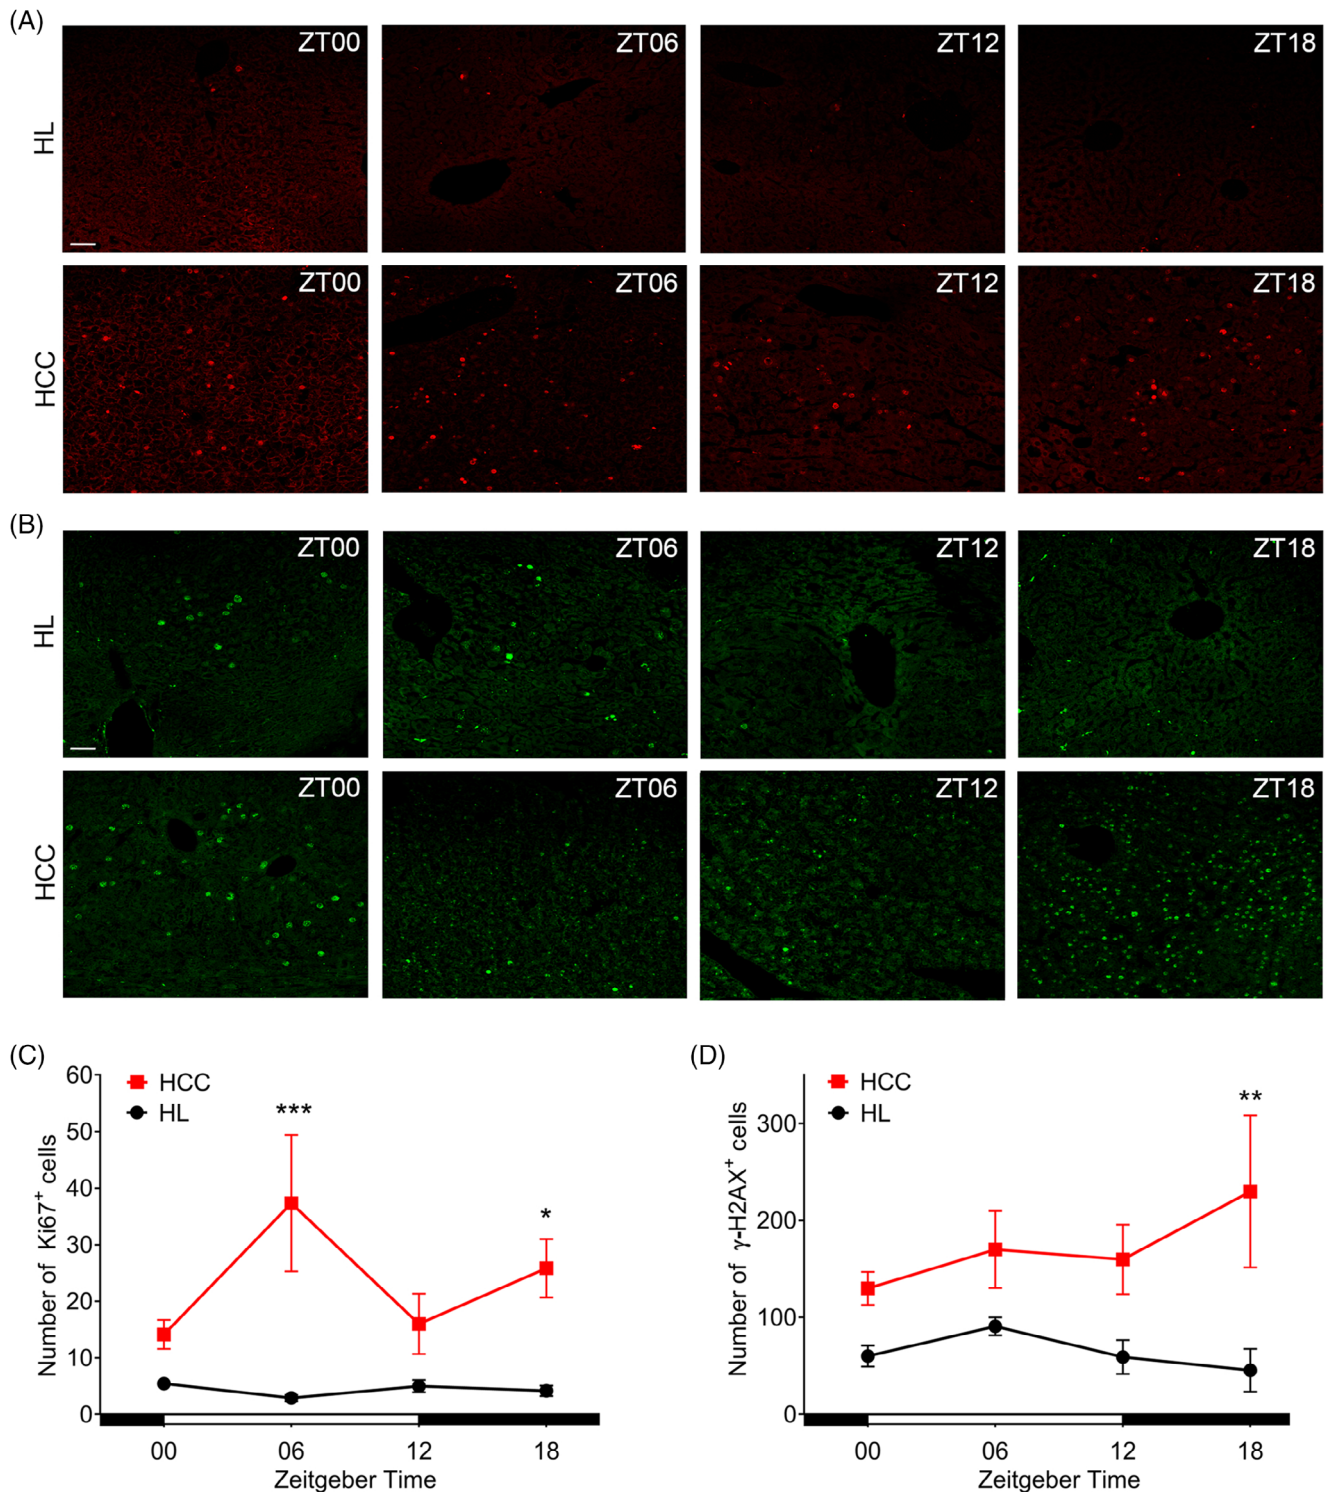 (A)
HL
ZT00
ZT06
ZT12
ZT18
HCC
ZT00
ZT06
ZT12
ZT18
(B)
HL
ZT00
ZT06
ZT12
ZT18
HCC
ZT00
ZT06
ZT12
ZT18
(C)
Number of Ki67⁺ cells
60
50
40
30
20
10
0
HCC
HL
***
*
00 06 12 18
Zeitgeber Time
(D)
Number of γ-H2AX⁺ cells
300
200
100
0
HCC
HL
**
00 06 12 18
Zeitgeber Time